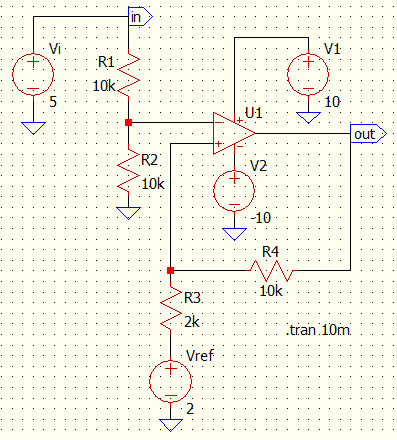 in
Vi
5
R1
10k
R2
10k
U1
V1
10
out
V2
-10
R4
10k
R3
2k
.tran 10m
Vref
2